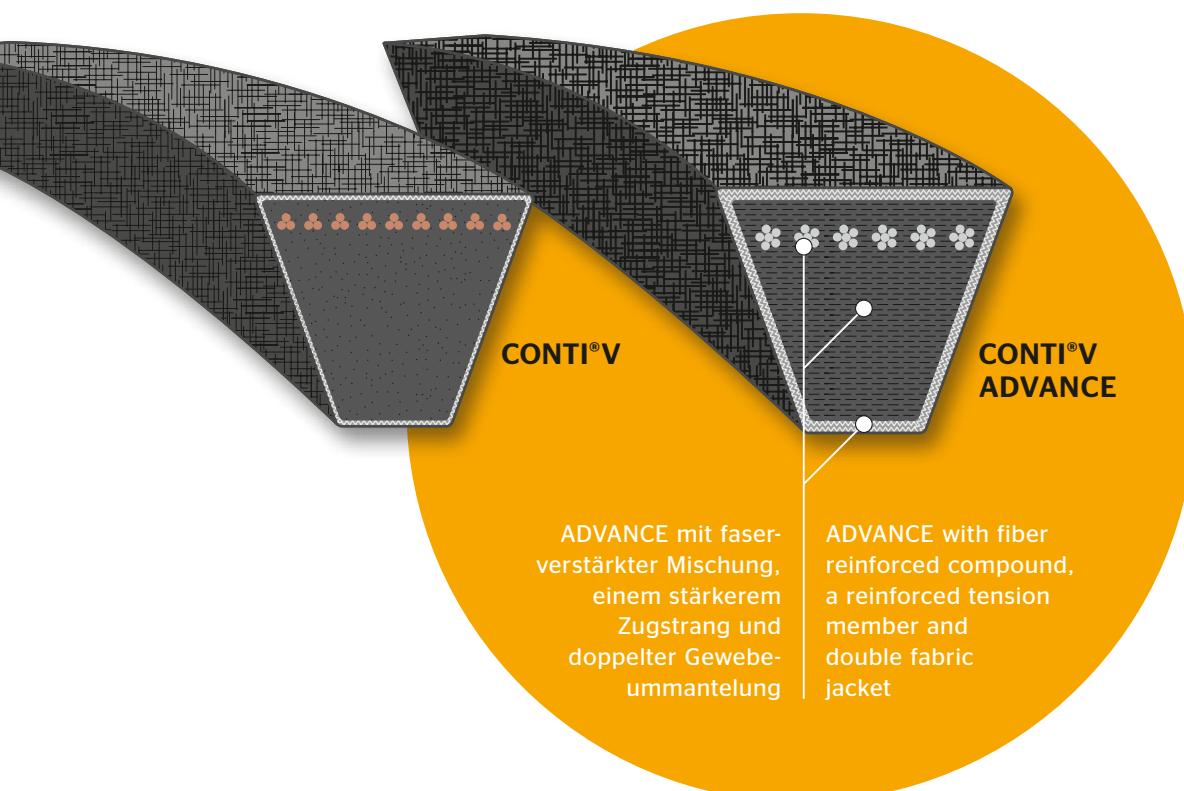 CONTI®V
CONTI®V
ADVANCE
ADVANCE mit faser-
verstärkter Mischung,
einem stärkerem
Zugstrang und
doppelter Gewebe-
ummantelung
ADVANCE with fiber
reinforced compound,
a reinforced tension
member and
double fabric
jacket